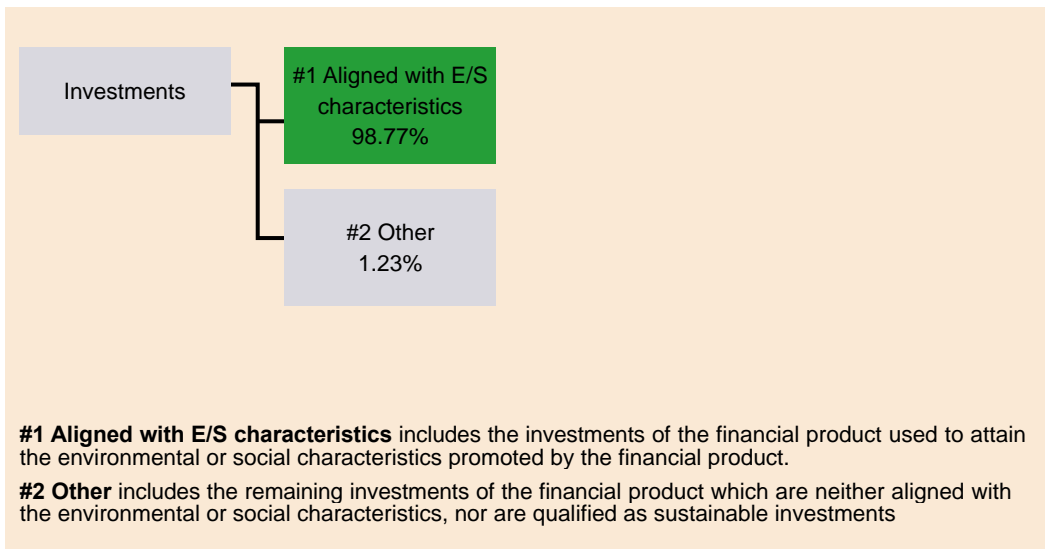 Investments
#1 Aligned with E/S
characteristics
98.77%
#2 Other
1.23%
#1 Aligned with E/S characteristics includes the investments of the financial product used to attain
the environmental or social characteristics promoted by the financial product.
#2 Other includes the remaining investments of the financial product which are neither aligned with
the environmental or social characteristics, nor are qualified as sustainable investments